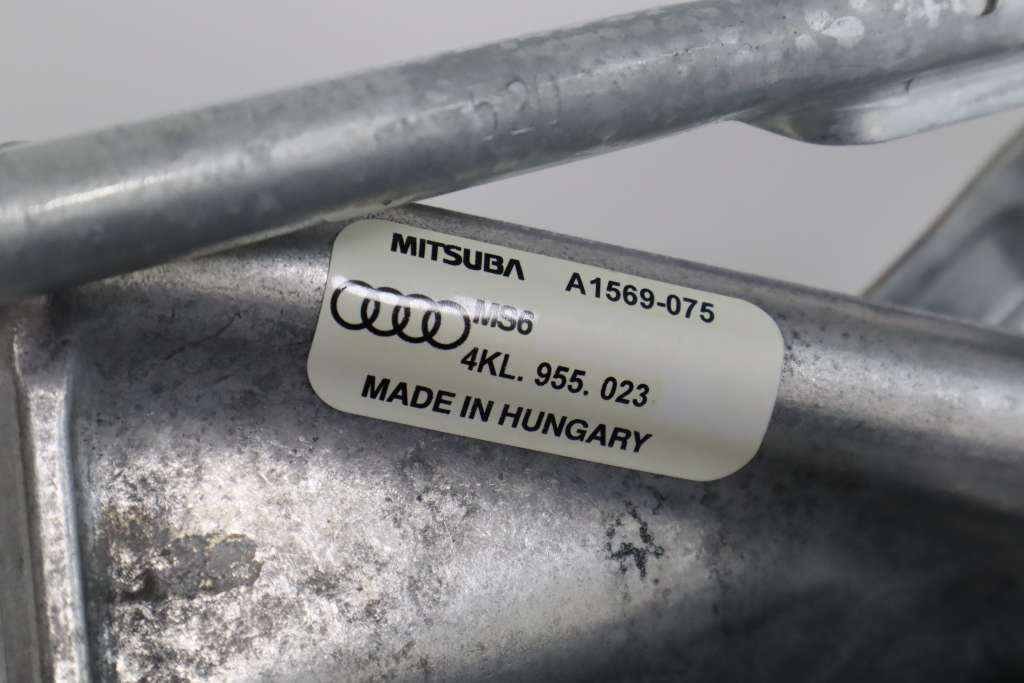 MITSUBA A1569-075
MS6
4KL. 955. 023
MADE IN HUNGARY